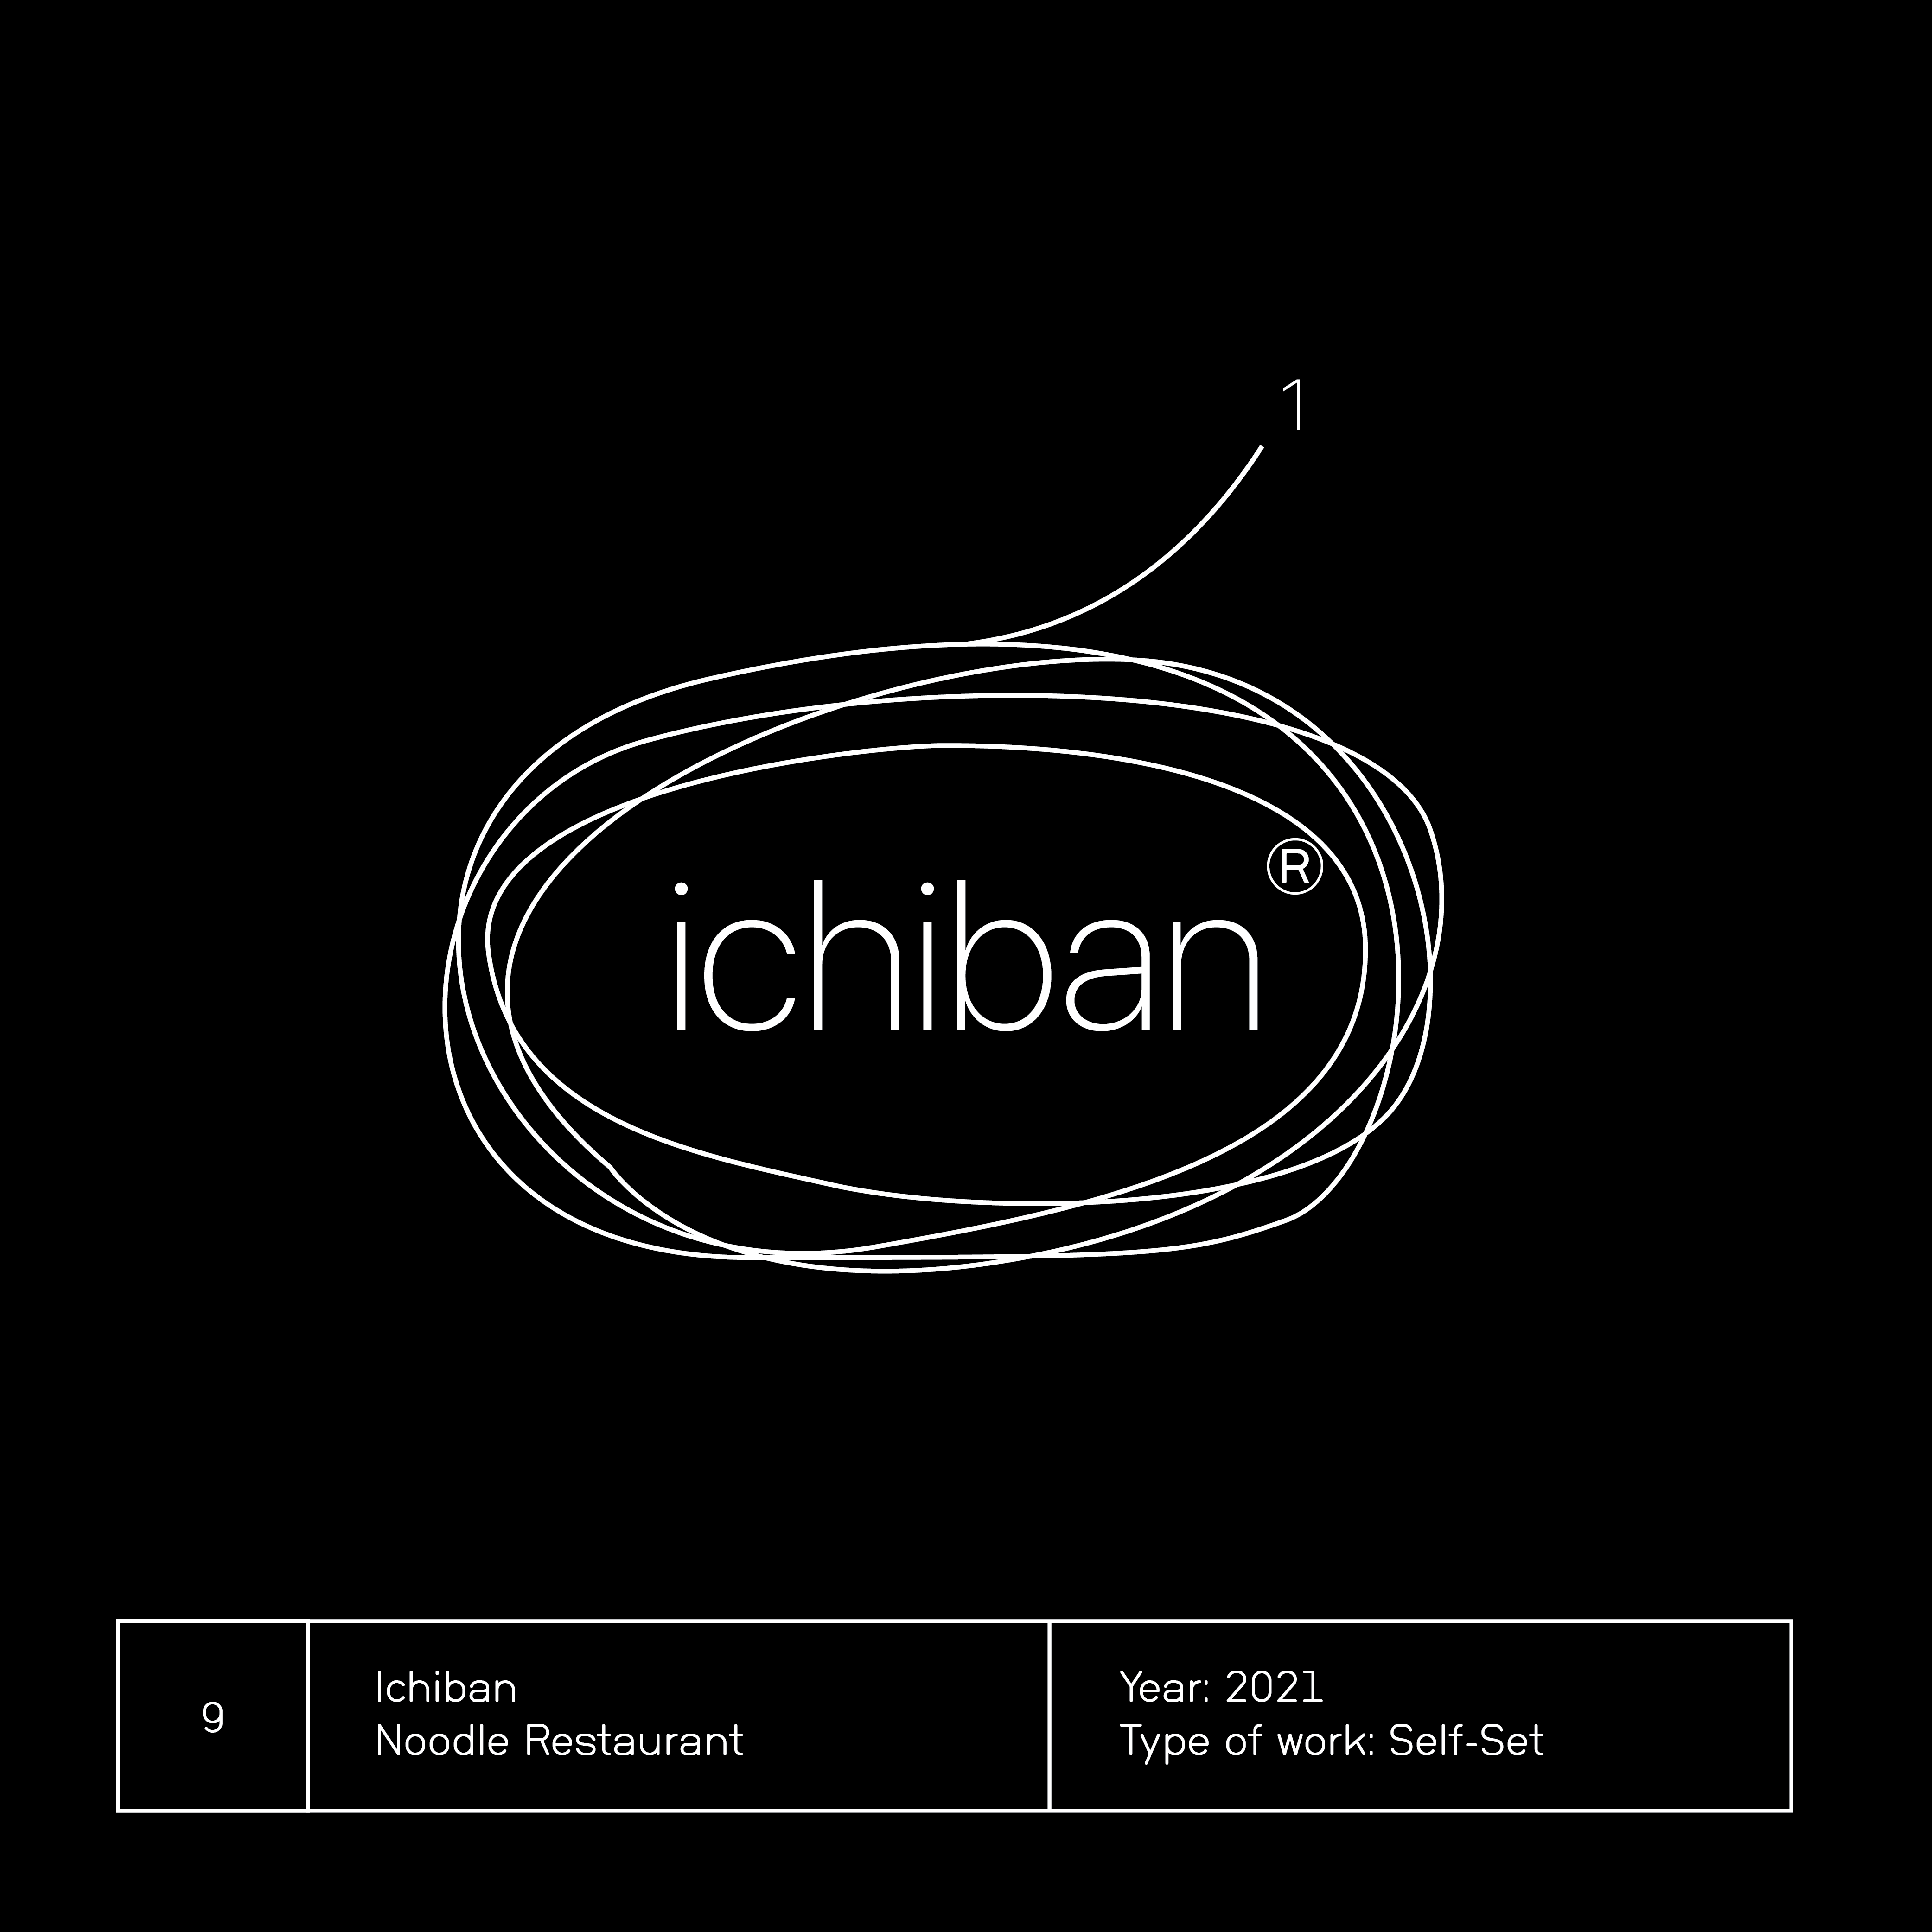 1
ichiban®
9
Ichiban
Noodle Restaurant
Year: 2021
Type of work: Self-Set